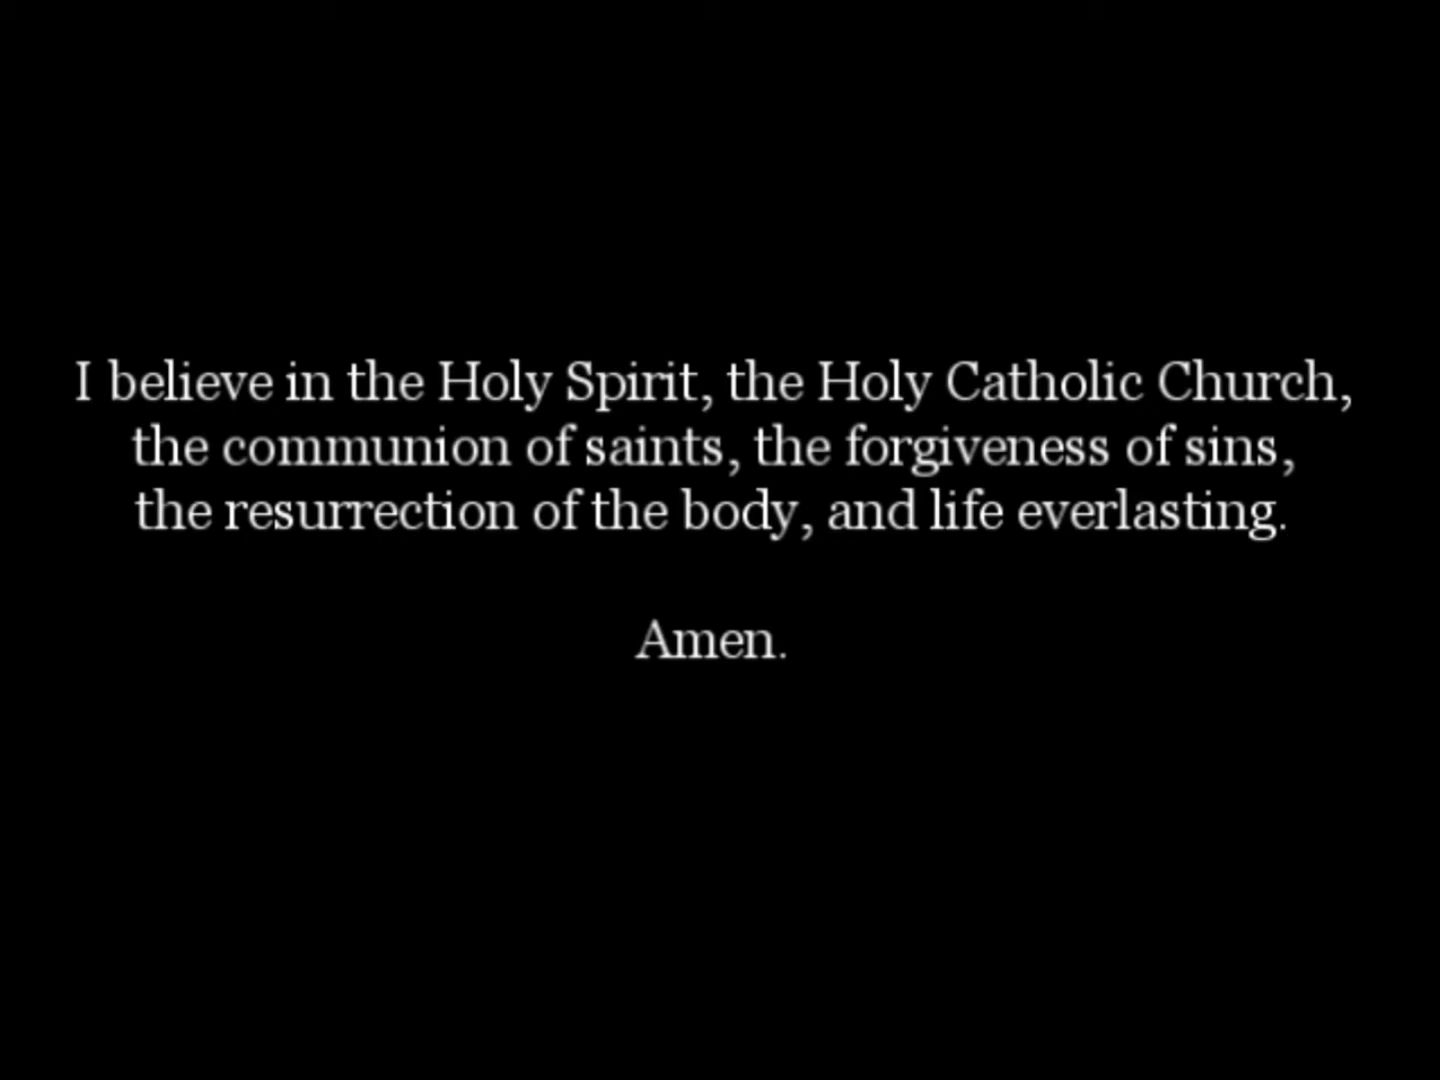 I believe in the Holy Spirit, the Holy Catholic Church,
the communion of saints, the forgiveness of sins,
the resurrection of the body, and life everlasting.
Amen.